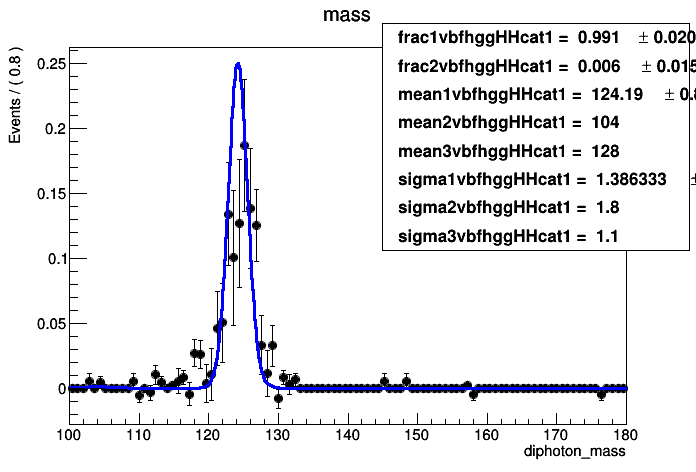 mass
frac1vbfhggHHcat1 = 0.991 ± 0.020
frac2vbfhggHHcat1 = 0.006 ± 0.015
mean1vbfhggHHcat1 = 124.19 ± 0.8
mean2vbfhggHHcat1 = 104
mean3vbfhggHHcat1 = 128
sigma1vbfhggHHcat1 = 1.386333 ±
sigma2vbfhggHHcat1 = 1.8
sigma3vbfhggHHcat1 = 1.1
Events / ( 0.8 )
0.25
0.2
0.15
0.1
0.05
0
100 110 120 130 140 150 160 170 180
diphoton_mass